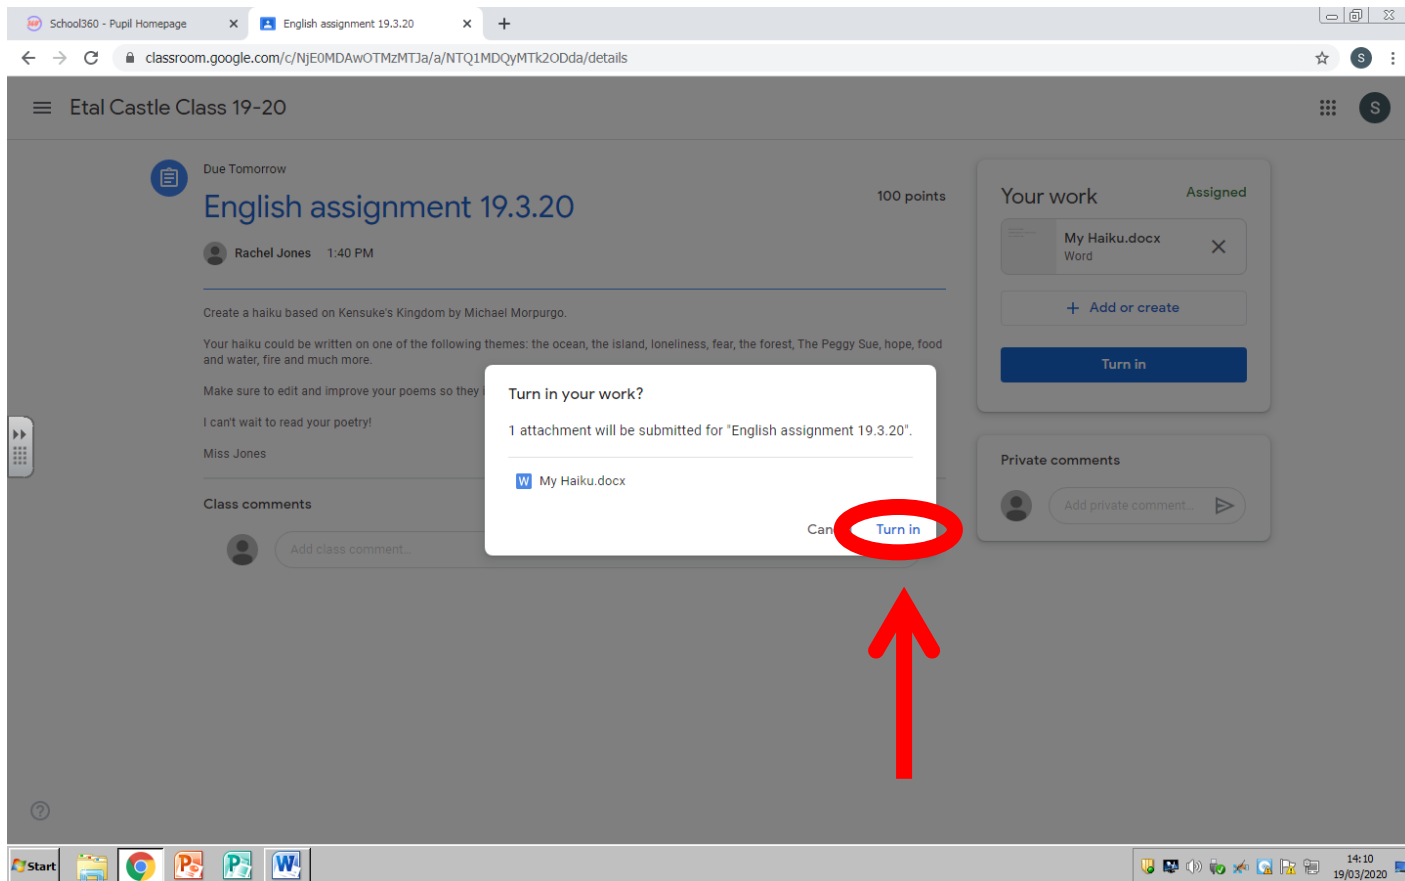 School360 - Pupil Homepage
English assignment 19.3.20
classroom.google.com/c/NjE0MDAwOTMzMTJa/a/NTQ1MDQyMTk2ODda/details
S
Etal Castle Class 19-20
S
Due Tomorrow
English assignment 19.3.20
100 points
Rachel Jones 1:40 PM
Create a haiku based on Kensuke's Kingdom by Michael Morpurgo.
Your haiku could be written on one of the following themes: the ocean, the island, loneliness, fear, the forest, The Peggy Sue, hope, food
and water, fire and much more.
Make sure to edit and improve your poems so they
I can't wait to read your poetry!
Miss Jones
Class comments
Add class comment...
Your work
Assigned
My Haiku.docx
Word
+ Add or create
Turn in
Private comments
Add private comment...
Turn in your work?
1 attachment will be submitted for "English assignment 19.3.20".
W My Haiku.docx
Can
Turn in
Start
14:10
19/03/2020